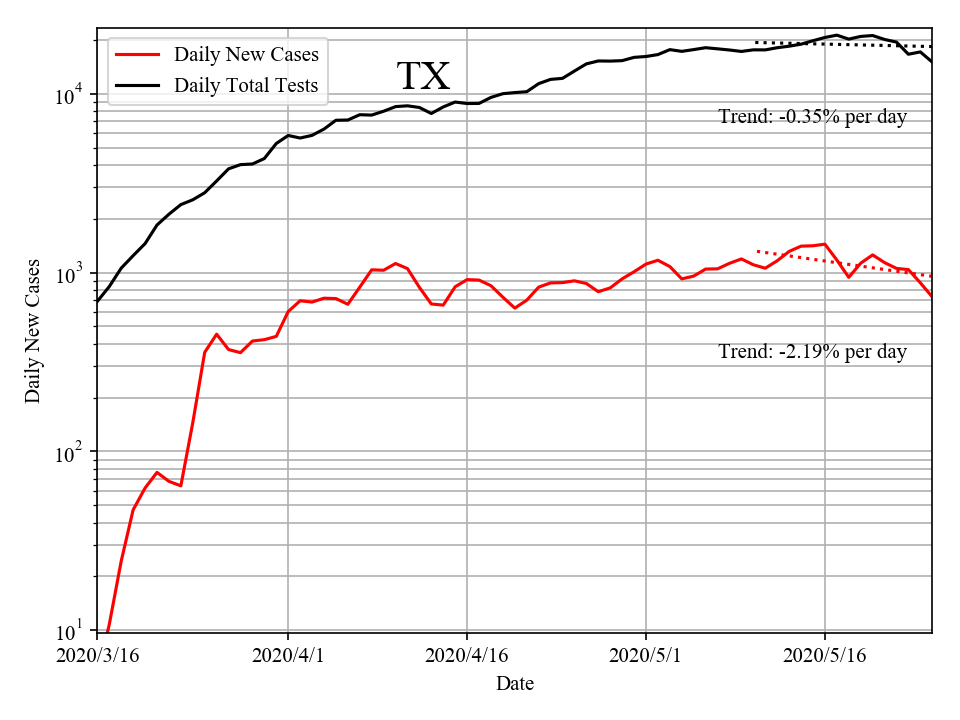 Daily New Cases
Daily Total Tests
TX
Trend: -0.35% per day
Trend: -2.19% per day
Daily New Cases
10^4
10^3
10^2
10^1
2020/3/16 2020/4/1 2020/4/16 2020/5/1 2020/5/16
Date